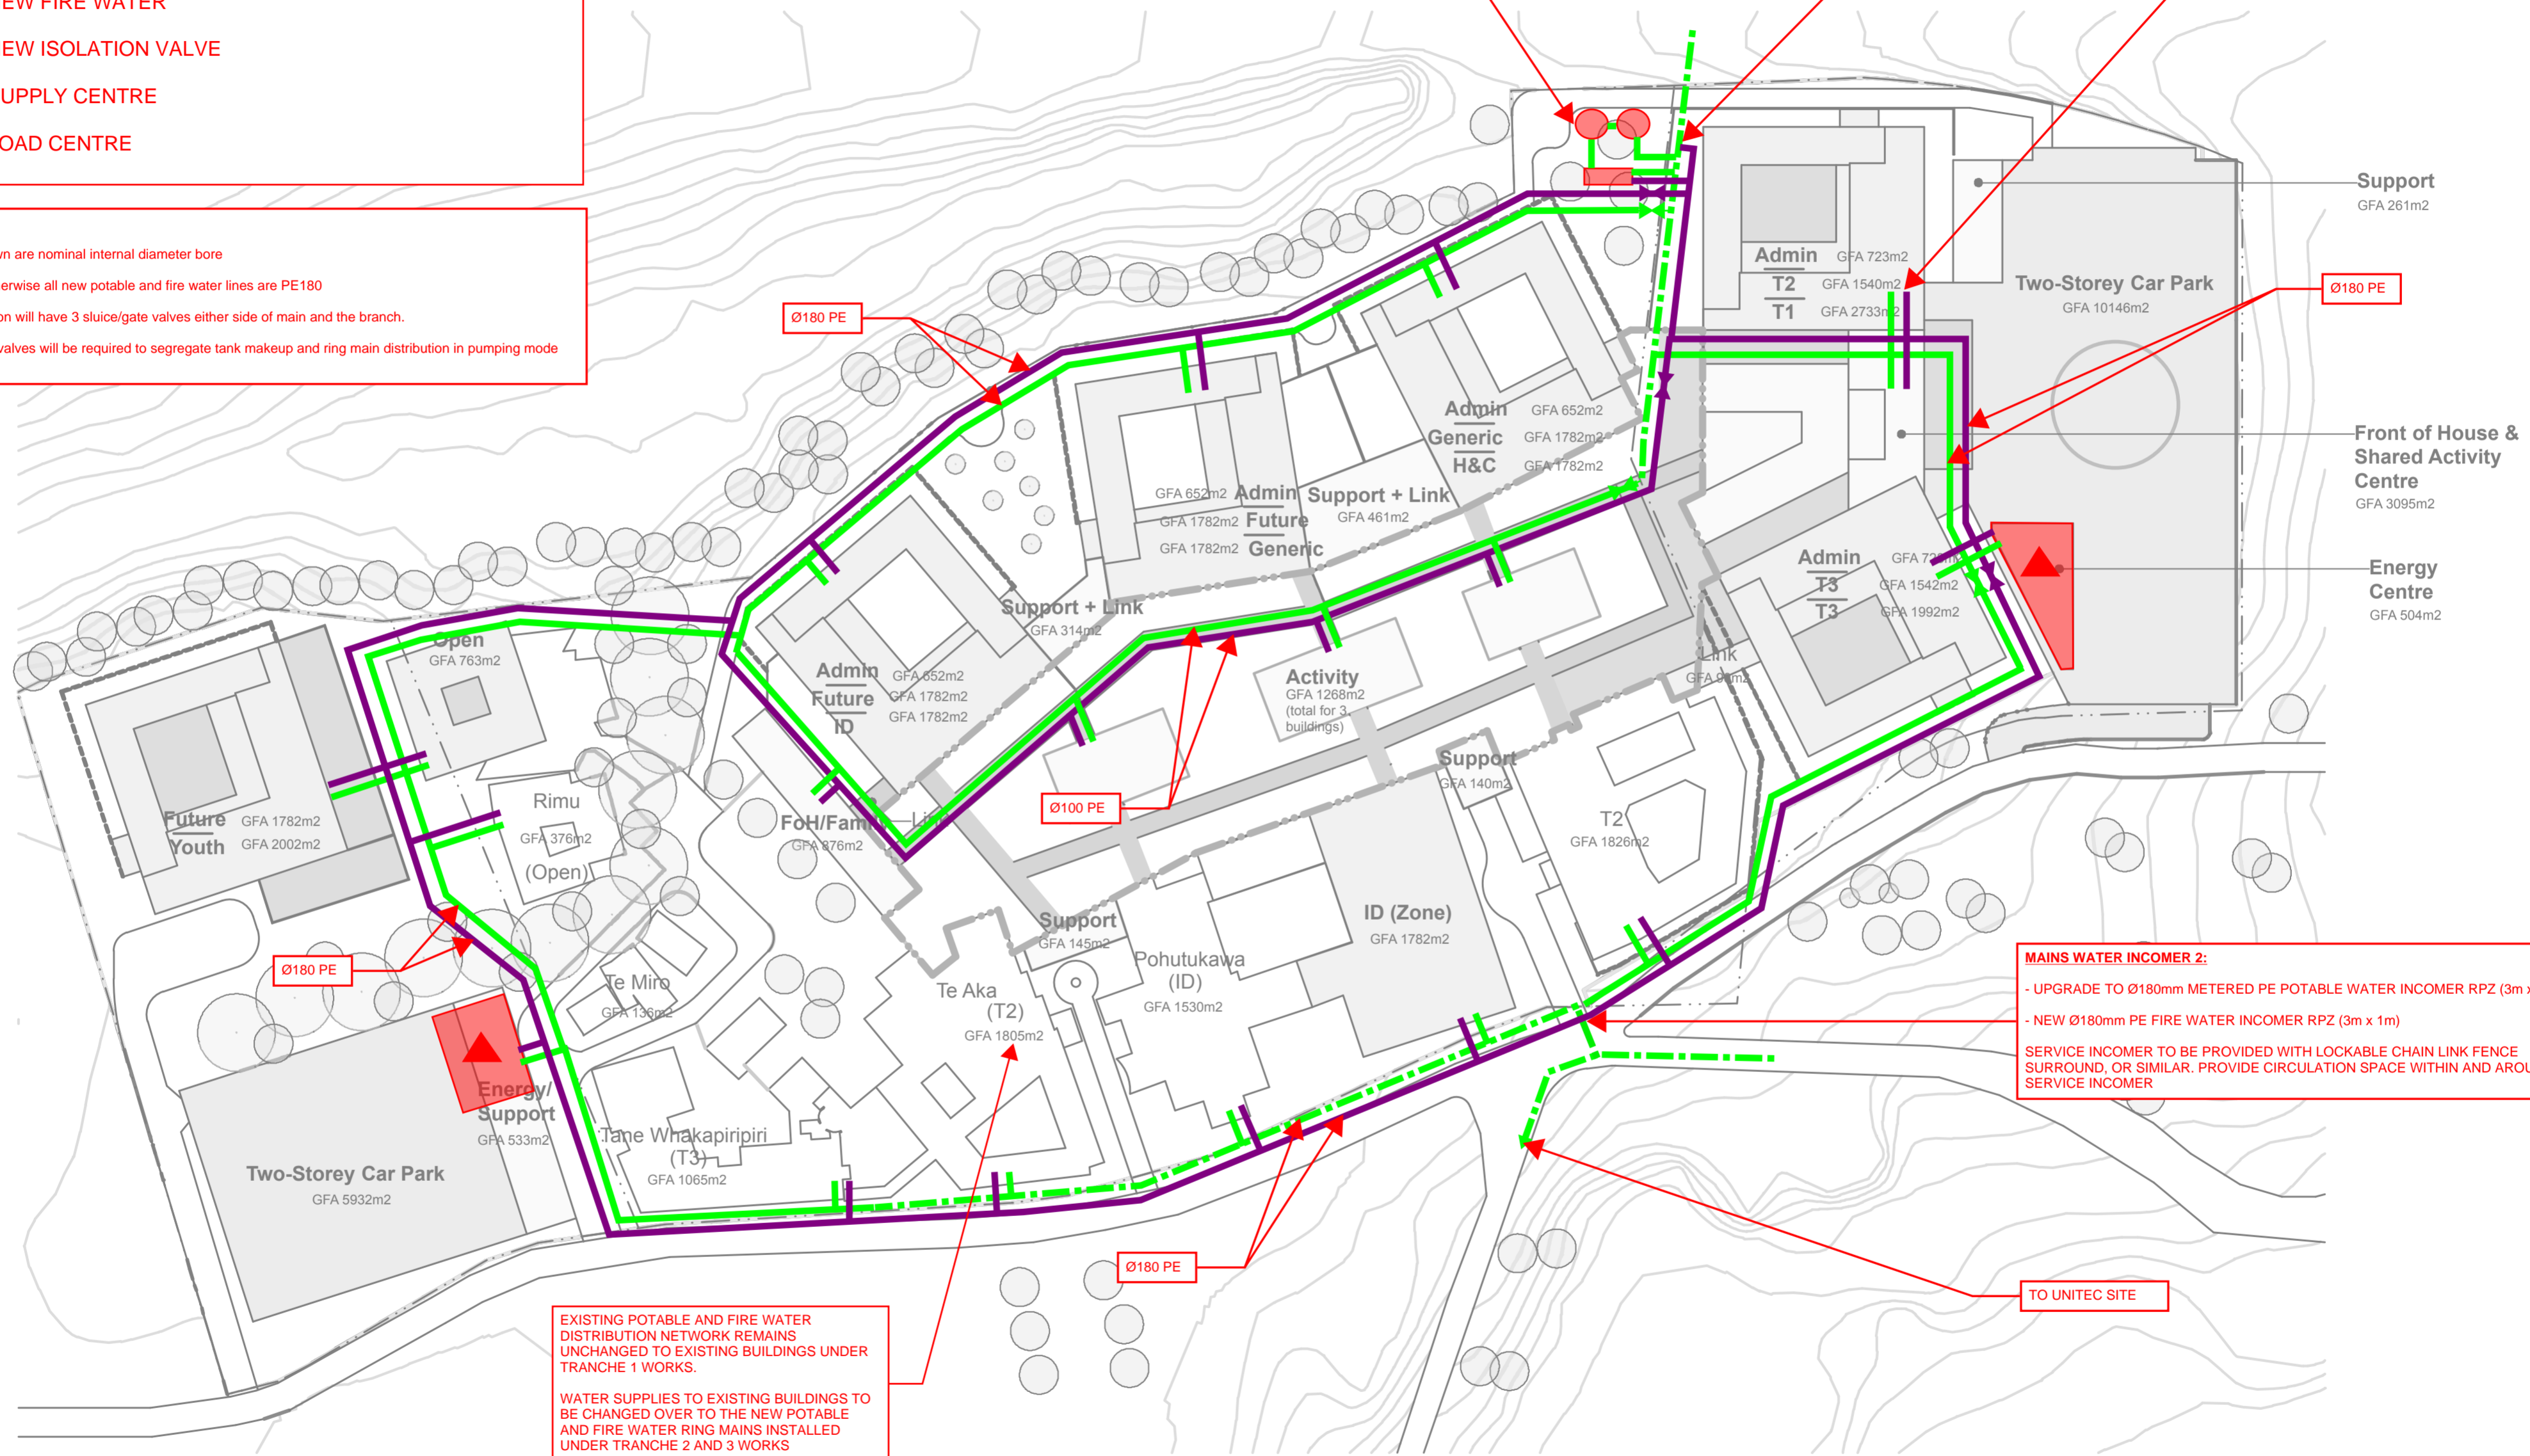 EW FIRE WATER
EW ISOLATION VALVE
UPPLY CENTRE
OAD CENTRE
wn are nominal internal diameter bore
erwise all new potable and fire water lines are PE180
on will have 3 sluice/gate valves either side of main and the branch.
valves will be required to segregate tank makeup and ring main distribution in pumping mode
Support
GFA 261m2
Admin GFA 723m2
T2 GFA 1540m2
T1 GFA 2733m2
Two-Storey Car Park
GFA 10146m2
Ø180 PE
Ø180 PE
Admin GFA 652m2
Generic GFA 1782m2
H&C GFA 1782m2
Front of House &
Shared Activity
Centre
GFA 3095m2
GFA 652m2 Admin
GFA 1782m2 Future
GFA 1782m2 Generic
Support + Link
GFA 461m2
Admin
T3 GFA 1542m2
T3 GFA 1992m2
Energy
Centre
GFA 504m2
Support + Link
GFA 314m2
Open
GFA 763m2
Link
Admin GFA 652m2
Future GFA 1782m2
ID GFA 1782m2
Activity
GFA 1268m2
(total for 3
buildings)
Support
GFA 140m2
Ø100 PE
Rimu
GFA 376m2
(Open)
Future GFA 1782m2
Youth GFA 2002m2
Link
GFA 876m2
T2
GFA 1826m2
ID (Zone)
GFA 1782m2
Support
GFA 145m2
Ø180 PE
Te Miro
GFA 136m2
Te Aka
(T2)
GFA 1805m2
Pohutukawa
(ID)
GFA 1530m2
MAINS WATER INCOMER 2:
- UPGRADE TO Ø180mm METERED PE POTABLE WATER INCOMER RPZ (3m x
- NEW Ø180mm PE FIRE WATER INCOMER RPZ (3m x 1m)
SERVICE INCOMER TO BE PROVIDED WITH LOCKABLE CHAIN LINK FENCE
SURROUND, OR SIMILAR. PROVIDE CIRCULATION SPACE WITHIN AND AROU
SERVICE INCOMER
Energy/
Support
GFA 533m2
Tane Whakapiripiri
(T3)
GFA 1065m2
Two-Storey Car Park
GFA 5932m2
Ø180 PE
TO UNITEC SITE
EXISTING POTABLE AND FIRE WATER
DISTRIBUTION NETWORK REMAINS
UNCHANGED TO EXISTING BUILDINGS UNDER
TRANCHE 1 WORKS.
WATER SUPPLIES TO EXISTING BUILDINGS TO
BE CHANGED OVER TO THE NEW POTABLE
AND FIRE WATER RING MAINS INSTALLED
UNDER TRANCHE 2 AND 3 WORKS